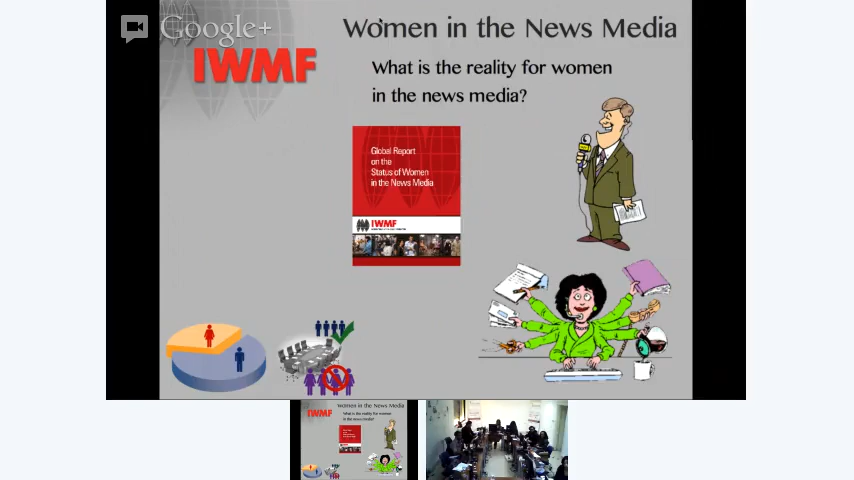 Google+
IWMF
Women in the News Media
What is the reality for women
in the news media?
Global Report
on the
Status of Women
in the News Media
IWMF
IWMF
Women in the News Media
What is the reality for women
in the news media?